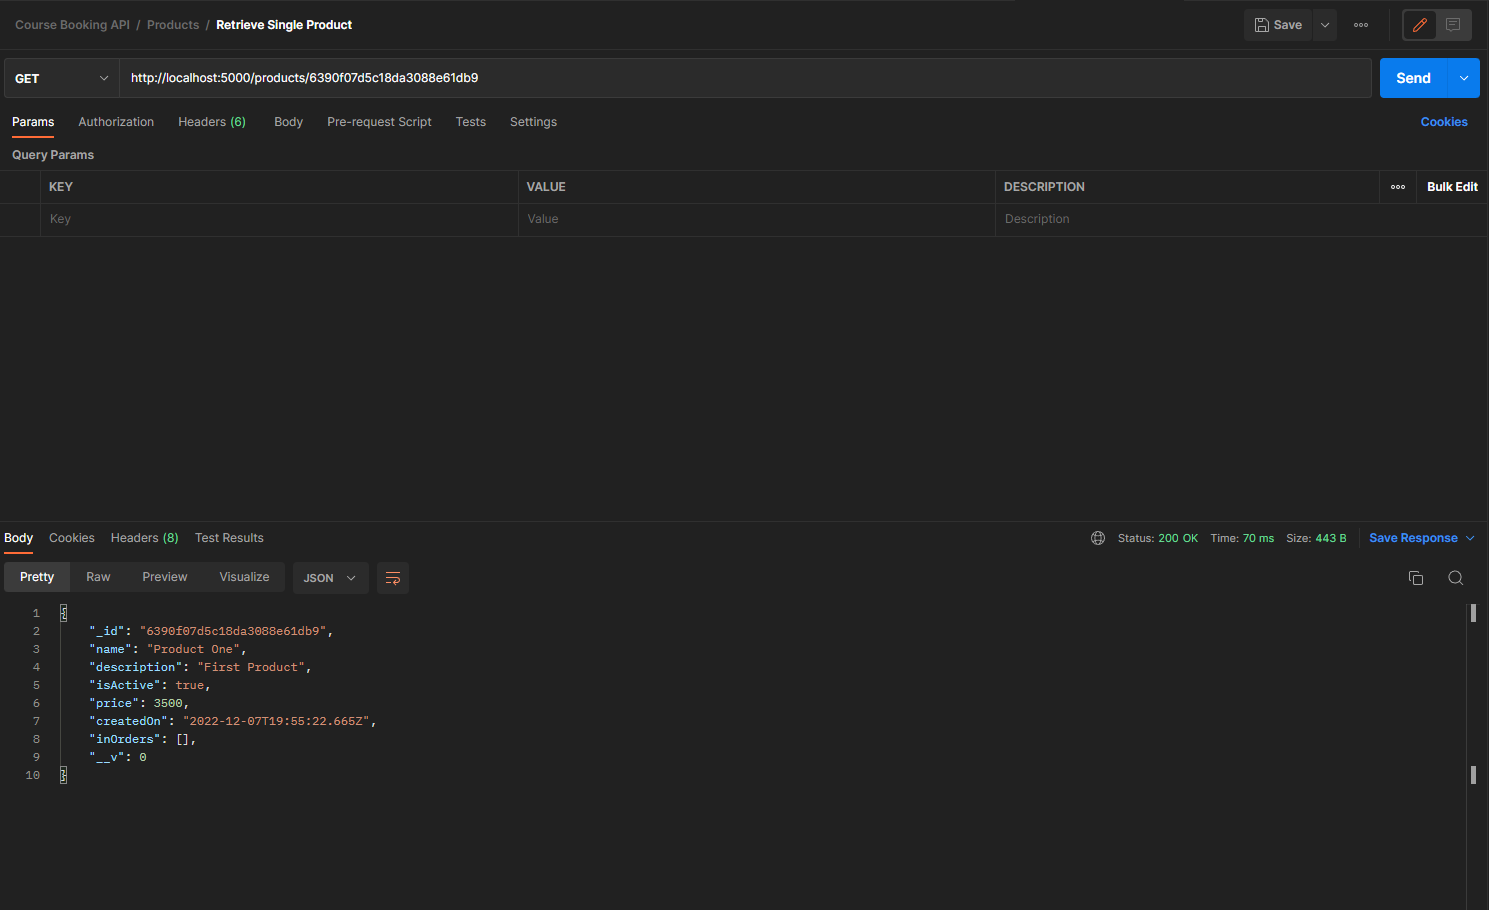 Course Booking API / Products / Retrieve Single Product
Save
GET
http://localhost:5000/products/6390f07d5c18da3088e61db9
Send
Params Authorization Headers (6) Body Pre-request Script Tests Settings
Cookies
Query Params
KEY VALUE DESCRIPTION
Bulk Edit
Key Value Description
Body Cookies Headers (8) Test Results
Status: 200 OK Time: 70 ms Size: 443 B
Save Response
Pretty Raw Preview Visualize JSON
1 {
2 "_id": "6390f07d5c18da3088e61db9",
3 "name": "Product One",
4 "description": "First Product",
5 "isActive": true,
6 "price": 3500,
7 "createdOn": "2022-12-07T19:55:22.665Z",
8 "inOrders": [],
9 "__v": 0
10 }